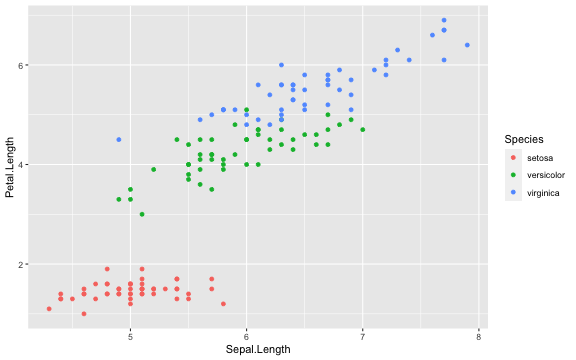 6
4
2
Petal.Length
5 6 7 8
Sepal.Length
Species
setosa
versicolor
virginica